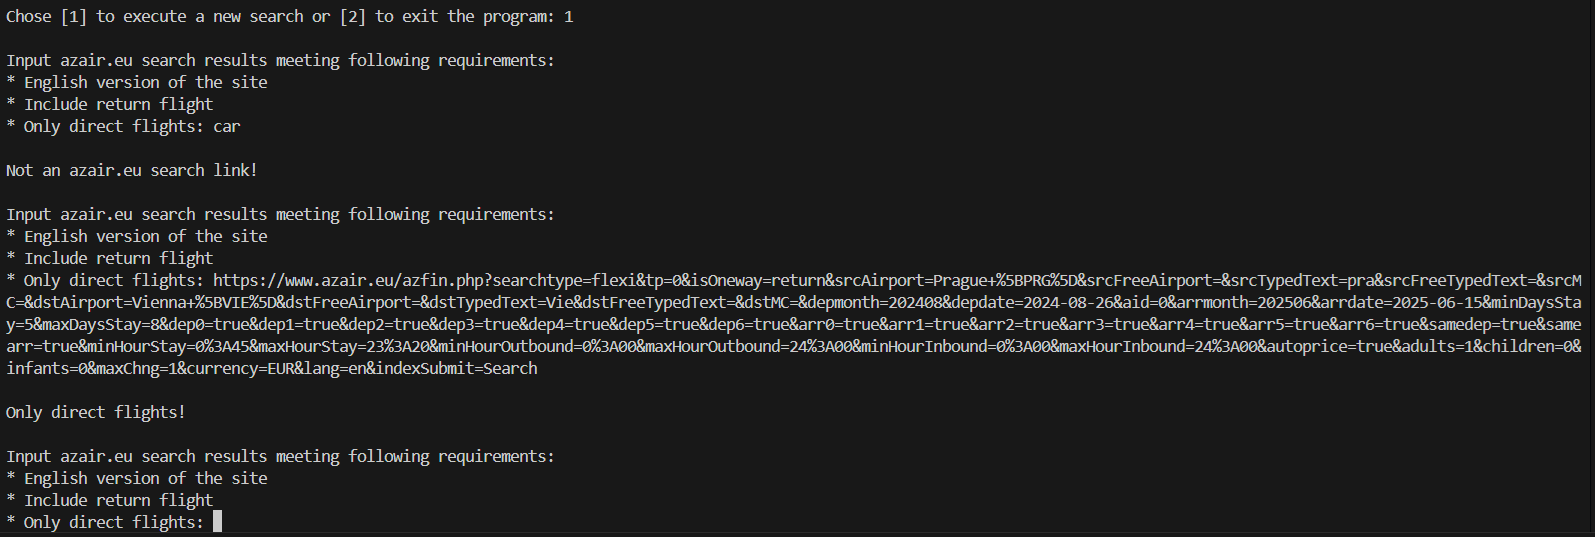 Chose [1] to execute a new search or [2] to exit the program: 1
Input azair.eu search results meeting following requirements:
* English version of the site
* Include return flight
* Only direct flights: car
Not an azair.eu search link!
Input azair.eu search results meeting following requirements:
* English version of the site
* Include return flight
* Only direct flights: https://www.azair.eu/azfin.php?searchtype=flexi&tp=0&isOneway=return&srcAirport=Prague+%5BPRG%5D&srcFreeAirport=&srcTypedText=pra&srcFreeTypedText=&srcM
C=&dstAirport=Vienna+%5BVIE%5D&dstFreeAirport=&dstTypedText=Vie&dstFreeTypedText=&dstMC=&depmonth=202408&depdate=2024-08-26&aid=0&arrmonth=202506&arrdate=2025-06-15&minDaysSta
y=5&maxDaysStay=8&dep0=true&dep1=true&dep2=true&dep3=true&dep4=true&dep5=true&dep6=true&arr0=true&arr1=true&arr2=true&arr3=true&arr4=true&arr5=true&arr6=true&samedep=true&same
arr=true&minHourStay=0%3A45&maxHourStay=23%3A20&minHourOutbound=0%3A00&maxHourOutbound=24%3A00&minHourInbound=0%3A00&maxHourInbound=24%3A00&autoprice=true&adults=1&children=0&
infants=0&maxChng=1&currency=EUR&lang=en&indexSubmit=Search
Only direct flights!
Input azair.eu search results meeting following requirements:
* English version of the site
* Include return flight
* Only direct flights: